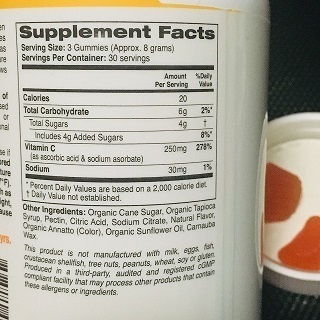 Supplement Facts
Serving Size: 3 Gummies (Approx. 8 grams)
Servings Per Container: 30 servings
Amount Per Serving %Daily Value
Calories 20
Total Carbohydrate 6g 2%*
Total Sugars 4g †
Includes 4g Added Sugars 8%*
Vitamin C 250mg 278%
(as ascorbic acid & sodium ascorbate)
Sodium 30mg 1%
* Percent Daily Values are based on a 2,000 calorie diet.
† Daily Value not established.
Other Ingredients: Organic Cane Sugar, Organic Tapioca
Syrup, Pectin, Citric Acid, Sodium Citrate, Natural Flavor,
Organic Annatto (Color), Organic Sunflower Oil, Carnauba
Wax.
This product is not manufactured with milk, eggs, fish,
crustacean shellfish, tree nuts, peanuts, wheat, soy or gluten.
Produced in a third-party, audited and registered cGMP
compliant facility that may process other products that contain
these allergens or ingredients.